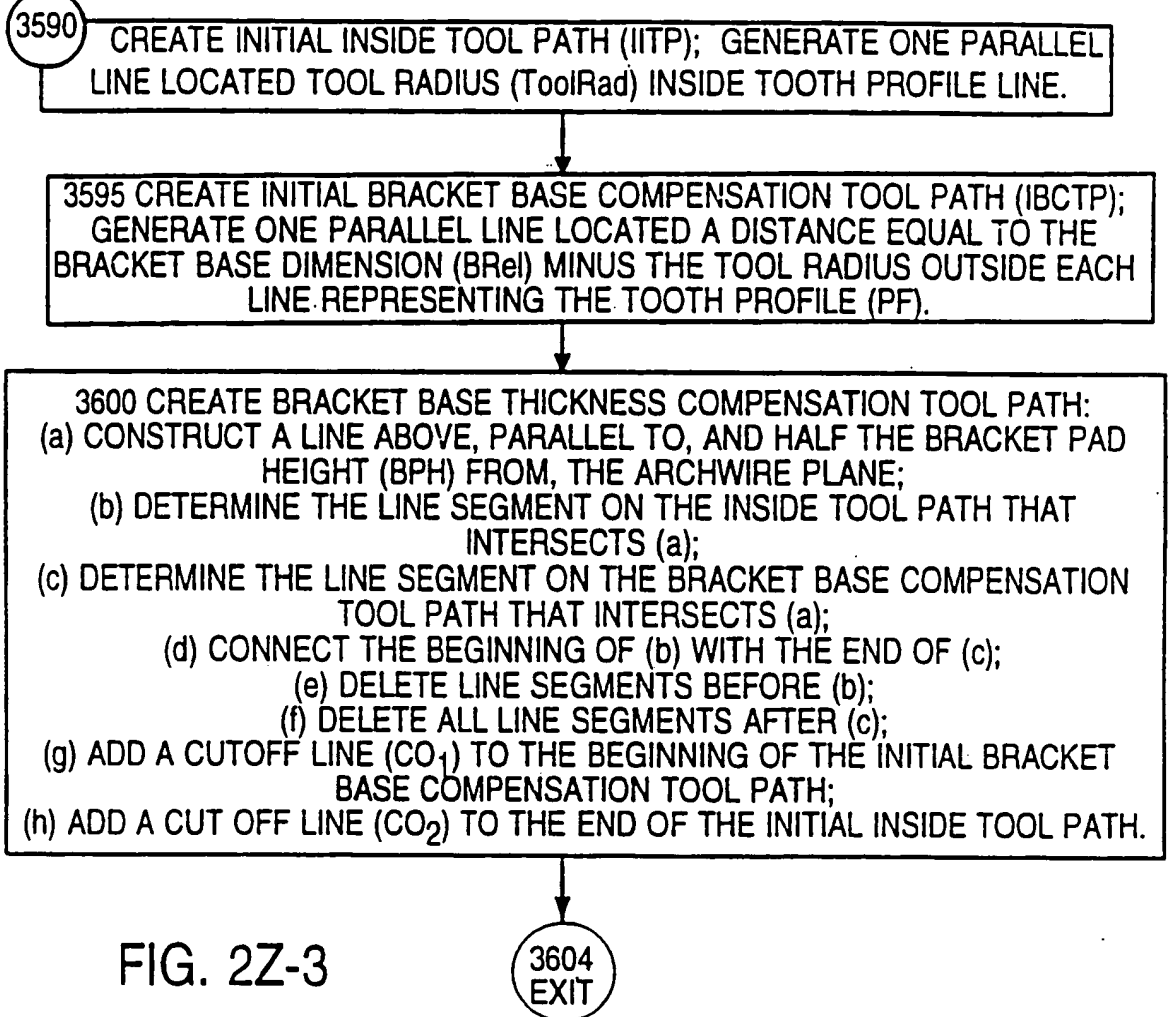 3590
CREATE INITIAL INSIDE TOOL PATH (IITP); GENERATE ONE PARALLEL
LINE LOCATED TOOL RADIUS (ToolRad) INSIDE TOOTH PROFILE LINE.
3595 CREATE INITIAL BRACKET BASE COMPENSATION TOOL PATH (IBCTP);
GENERATE ONE PARALLEL LINE LOCATED A DISTANCE EQUAL TO THE
BRACKET BASE DIMENSION (BRel) MINUS THE TOOL RADIUS OUTSIDE EACH
LINE REPRESENTING THE TOOTH PROFILE (PF).
3600 CREATE BRACKET BASE THICKNESS COMPENSATION TOOL PATH:
(a) CONSTRUCT A LINE ABOVE, PARALLEL TO, AND HALF THE BRACKET PAD
HEIGHT (BPH) FROM, THE ARCHWIRE PLANE;
(b) DETERMINE THE LINE SEGMENT ON THE INSIDE TOOL PATH THAT
INTERSECTS (a);
(c) DETERMINE THE LINE SEGMENT ON THE BRACKET BASE COMPENSATION
TOOL PATH THAT INTERSECTS (a);
(d) CONNECT THE BEGINNING OF (b) WITH THE END OF (c);
(e) DELETE LINE SEGMENTS BEFORE (b);
(f) DELETE ALL LINE SEGMENTS AFTER (c);
(g) ADD A CUTOFF LINE (CO1) TO THE BEGINNING OF THE INITIAL BRACKET
BASE COMPENSATION TOOL PATH;
(h) ADD A CUT OFF LINE (CO2) TO THE END OF THE INITIAL INSIDE TOOL PATH.
FIG. 2Z-3
3604
EXIT